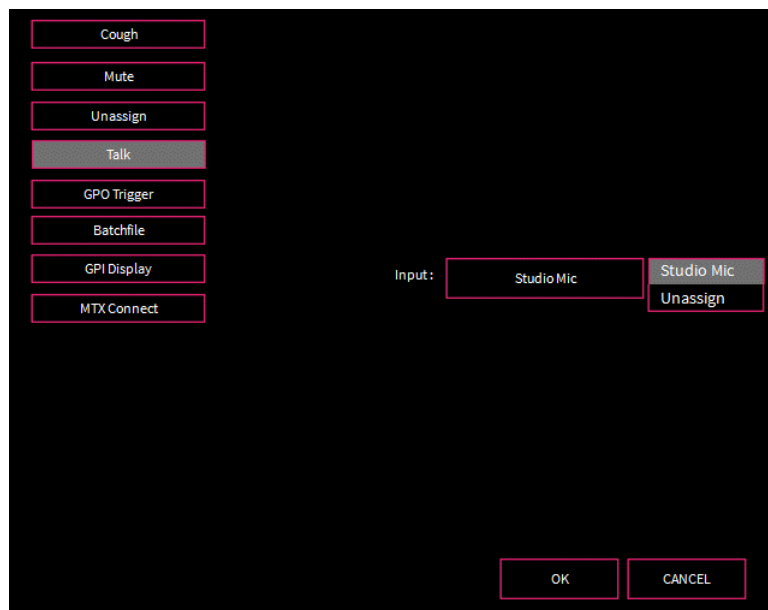 Cough
Mute
Unassign
Talk
GPO Trigger
Batchfile
GPI Display
MTX Connect
Input: Studio Mic Studio Mic
Unassign
OK CANCEL